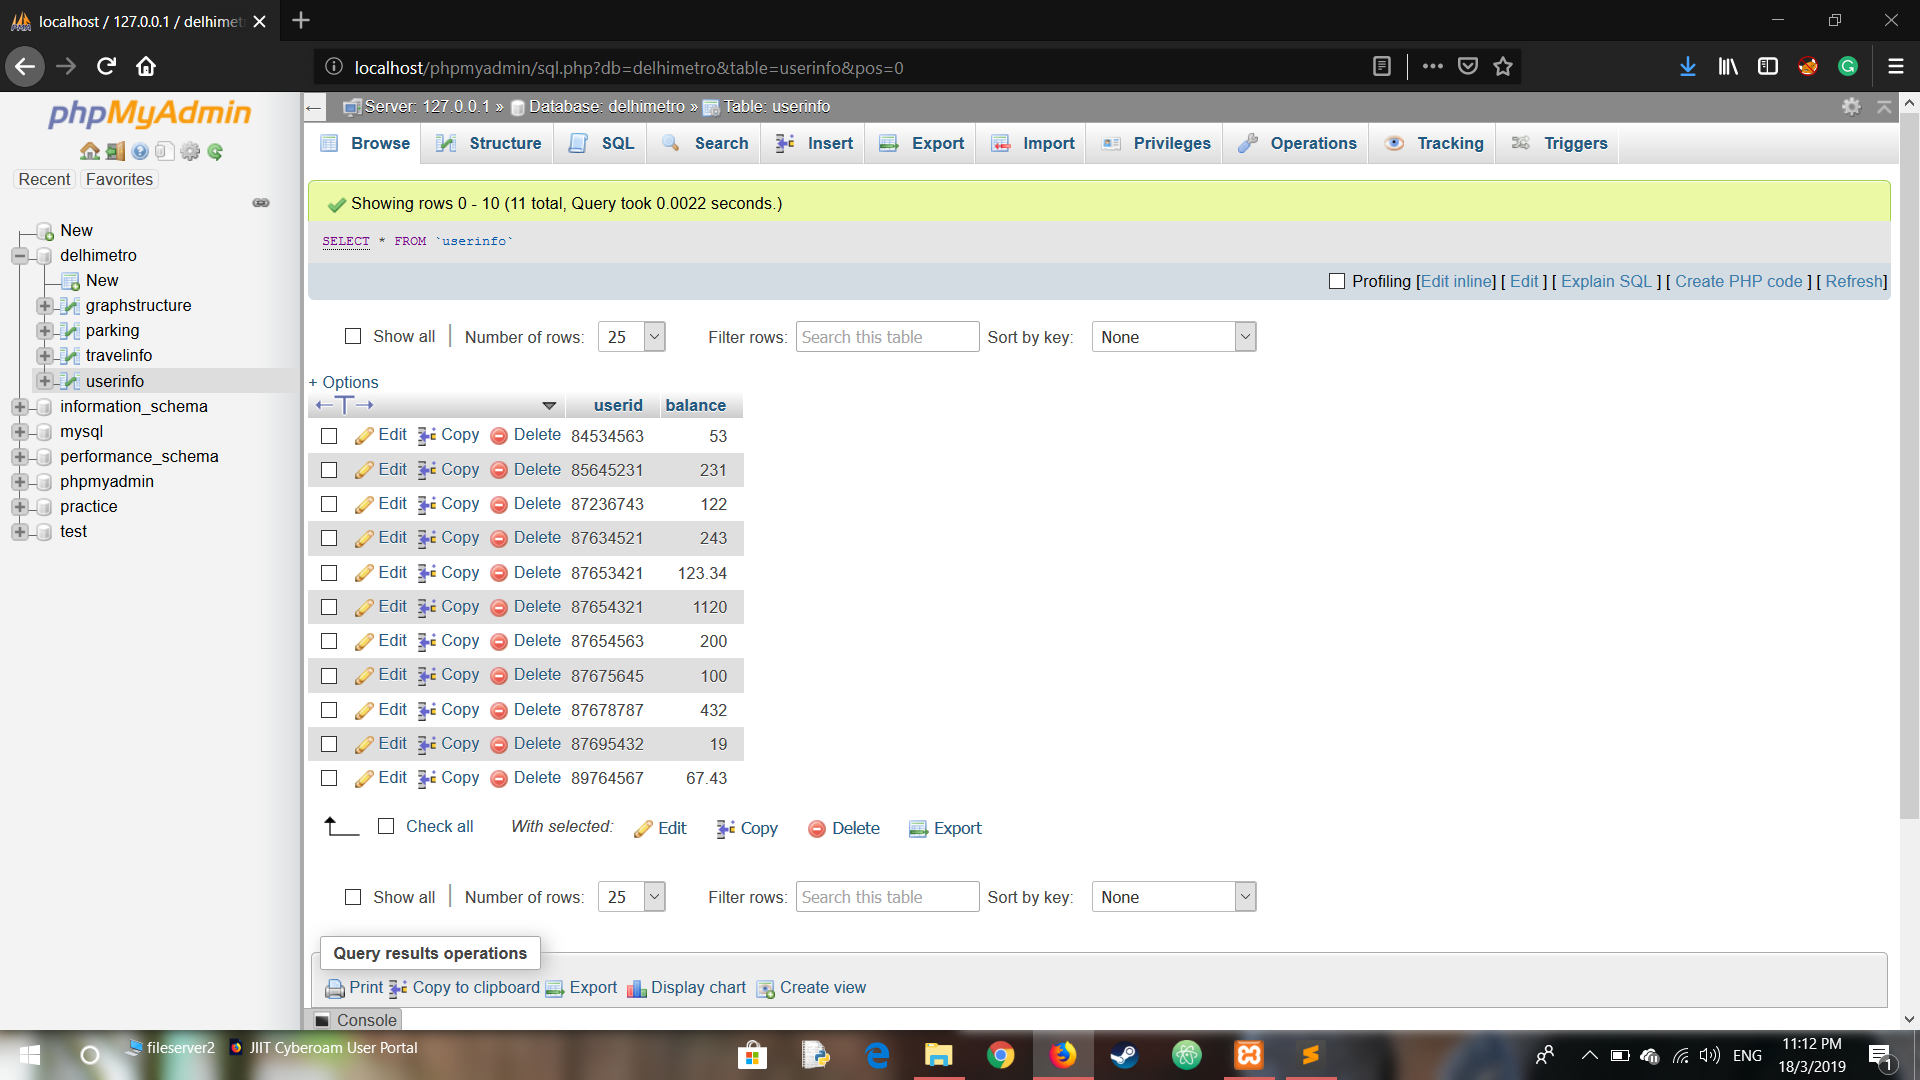 localhost / 127.0.0.1 / delhimet
localhost/phpmyadmin/sql.php?db=delhimetro&table=userinfo&pos=0
phpMyAdmin
Recent Favorites
New
delhimetro
New
graphstructure
parking
travelinfo
userinfo
information_schema
mysql
performance_schema
phpmyadmin
practice
test
Server: 127.0.0.1 » Database: delhimetro » Table: userinfo
Browse Structure SQL Search Insert Export Import Privileges Operations Tracking Triggers
Showing rows 0 - 10 (11 total, Query took 0.0022 seconds.)
SELECT * FROM `userinfo`
Profiling [Edit inline] [ Edit ] [ Explain SQL ] [ Create PHP code ] [ Refresh]
Show all | Number of rows: 25 Filter rows: Search this table Sort by key: None
+ Options
←T→ userid balance
Edit Copy Delete 84534563 53
Edit Copy Delete 85645231 231
Edit Copy Delete 87236743 122
Edit Copy Delete 87634521 243
Edit Copy Delete 87653421 123.34
Edit Copy Delete 87654321 1120
Edit Copy Delete 87654563 200
Edit Copy Delete 87675645 100
Edit Copy Delete 87678787 432
Edit Copy Delete 87695432 19
Edit Copy Delete 89764567 67.43
Check all With selected: Edit Copy Delete Export
Show all | Number of rows: 25 Filter rows: Search this table Sort by key: None
Query results operations
Print Copy to clipboard Export Display chart Create view
Console
fileserver2 JIIT Cyberoam User Portal
ENG
11:12 PM
18/3/2019
1